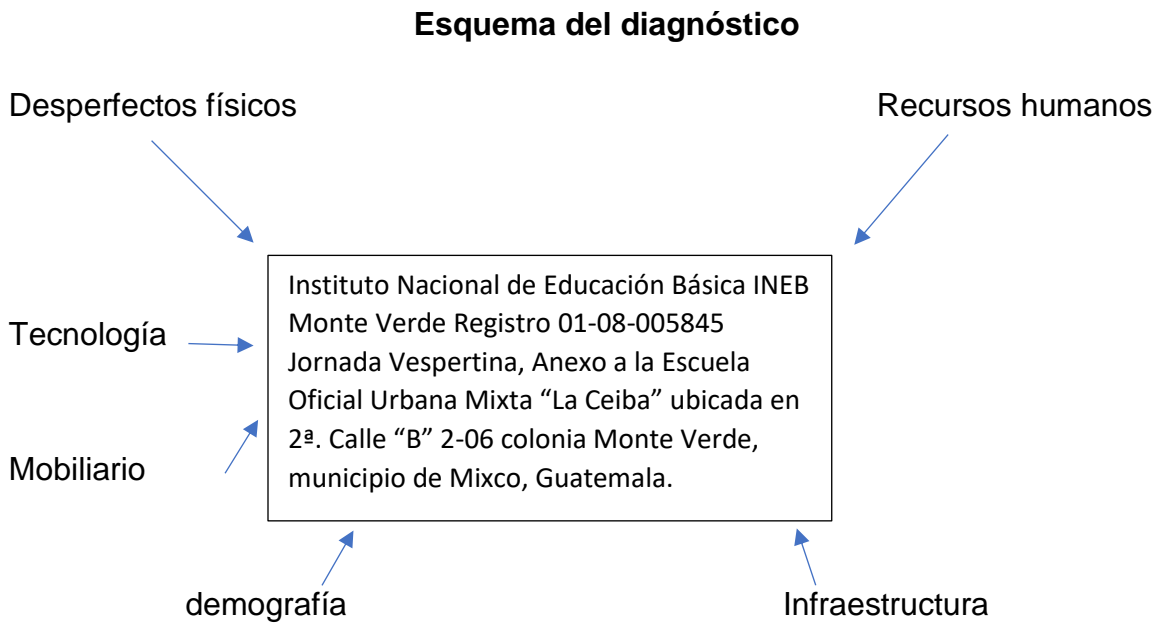 Esquema del diagnóstico
Desperfectos físicos
Recursos humanos
Instituto Nacional de Educación Básica INEB
Monte Verde Registro 01-08-005845
Jornada Vespertina, Anexo a la Escuela
Oficial Urbana Mixta “La Ceiba” ubicada en
2ª. Calle “B” 2-06 colonia Monte Verde,
municipio de Mixco, Guatemala.
Tecnología
Mobiliario
demografía
Infraestructura